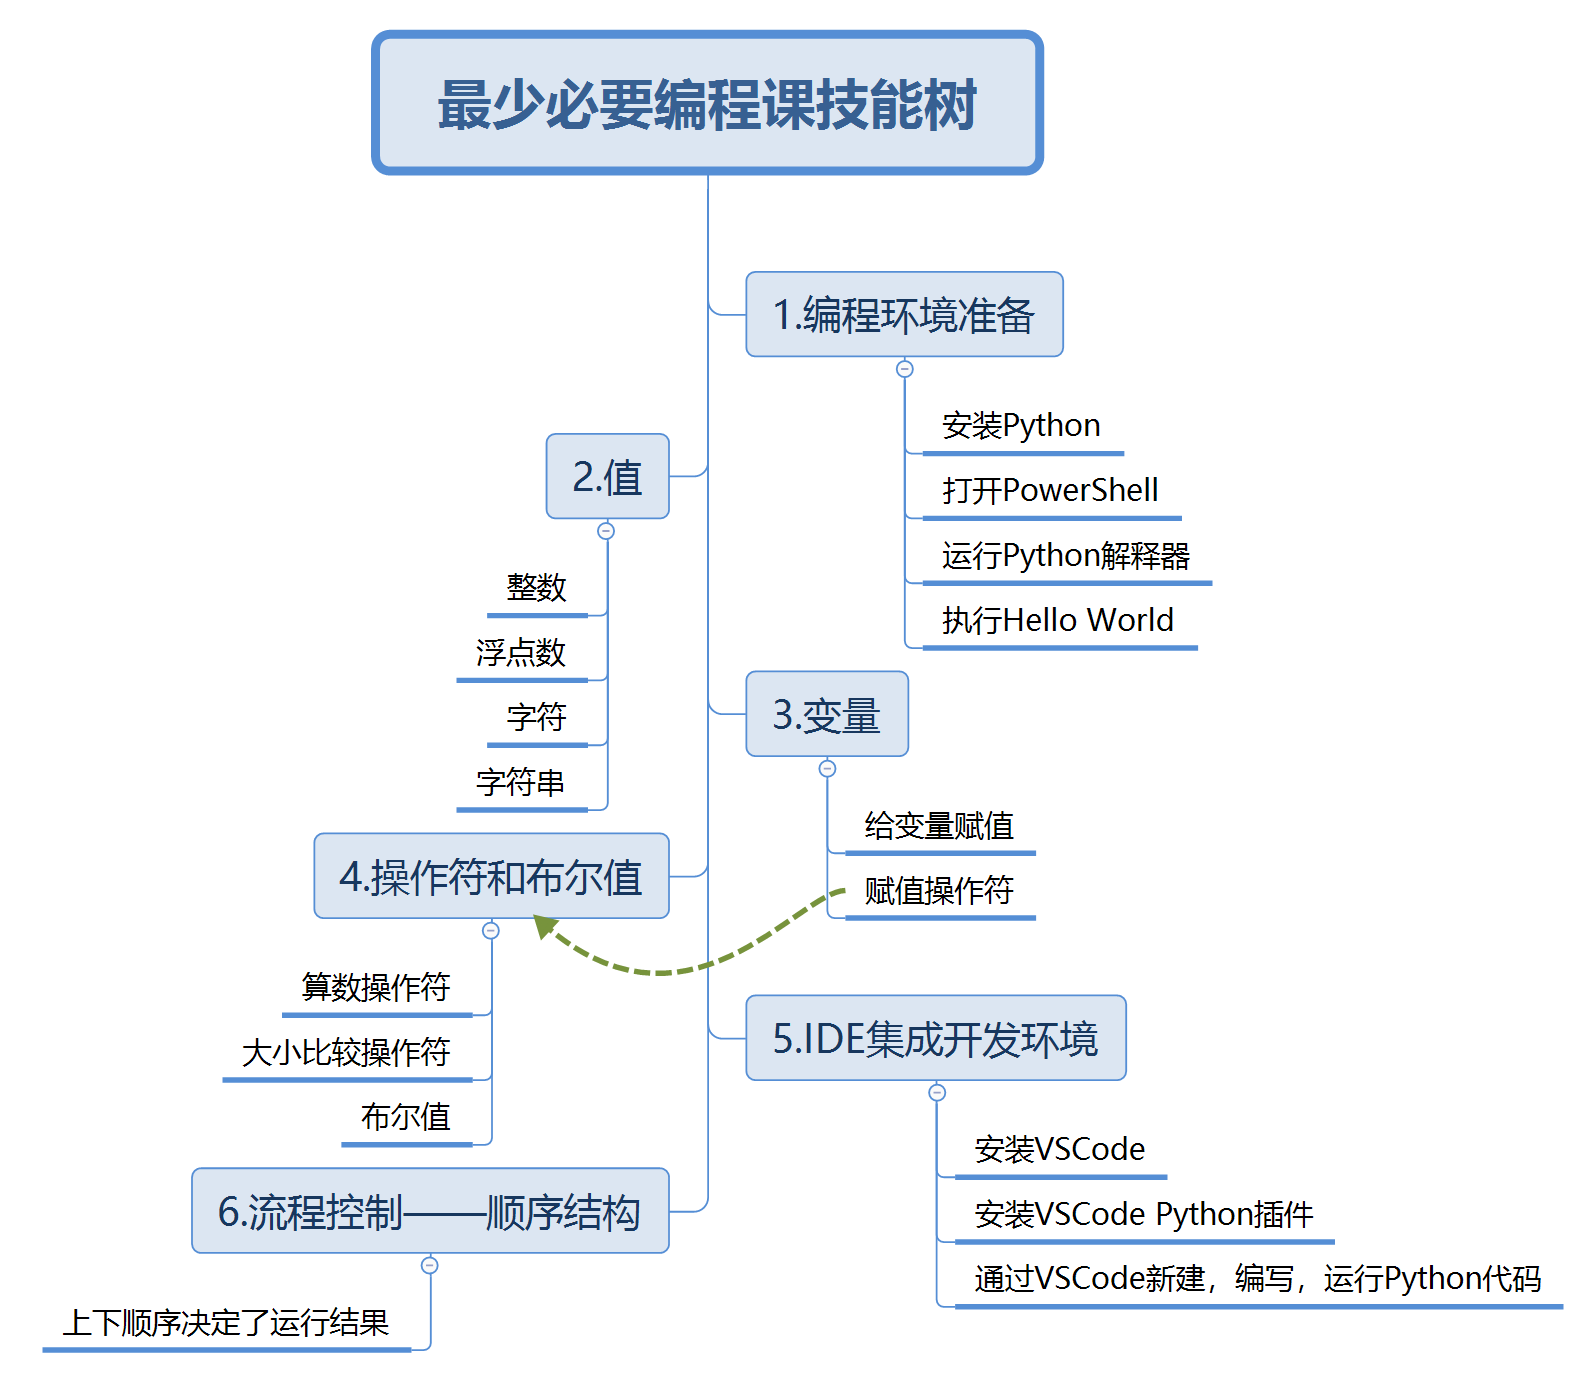 最少必要编程课技能树
1.编程环境准备
安装Python
打开PowerShell
运行Python解释器
执行Hello World
2.值
整数
浮点数
字符
字符串
3.变量
给变量赋值
赋值操作符
4.操作符和布尔值
算数操作符
大小比较操作符
布尔值
5.IDE集成开发环境
安装VSCode
安装VSCode Python插件
通过VSCode新建，编写，运行Python代码
6.流程控制——顺序结构
上下顺序决定了运行结果